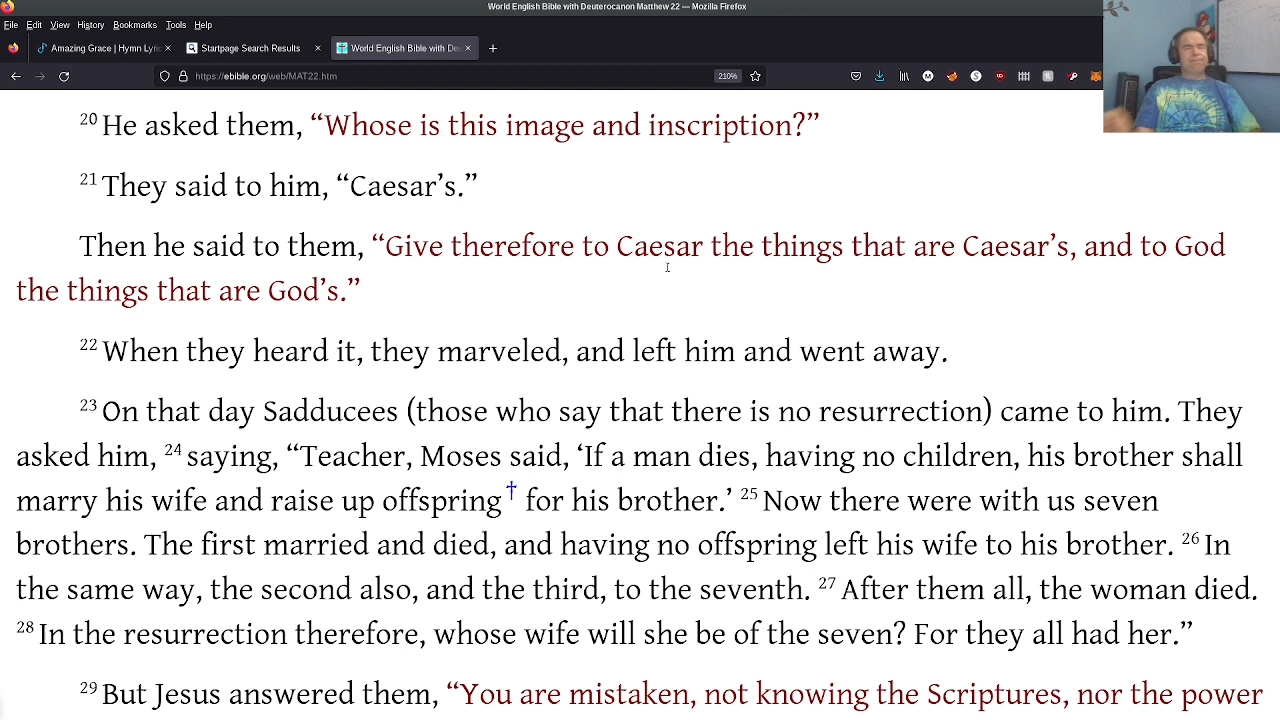 World English Bible with Deuterocanon Matthew 22 — Mozilla Firefox
File Edit View History Bookmarks Tools Help
Amazing Grace | Hymn Lyric × Startpage Search Results × World English Bible with Deu × +
https://ebible.org/web/MAT22.htm 210%
20 He asked them, “Whose is this image and inscription?”
21 They said to him, “Caesar’s.”
Then he said to them, “Give therefore to Caesar the things that are Caesar’s, and to God
the things that are God’s.”
22 When they heard it, they marveled, and left him and went away.
23 On that day Sadducees (those who say that there is no resurrection) came to him. They
asked him, 24 saying, “Teacher, Moses said, ‘If a man dies, having no children, his brother shall
marry his wife and raise up offspring† for his brother.’ 25 Now there were with us seven
brothers. The first married and died, and having no offspring left his wife to his brother. 26 In
the same way, the second also, and the third, to the seventh. 27 After them all, the woman died.
28 In the resurrection therefore, whose wife will she be of the seven? For they all had her.”
29 But Jesus answered them, “You are mistaken, not knowing the Scriptures, nor the power